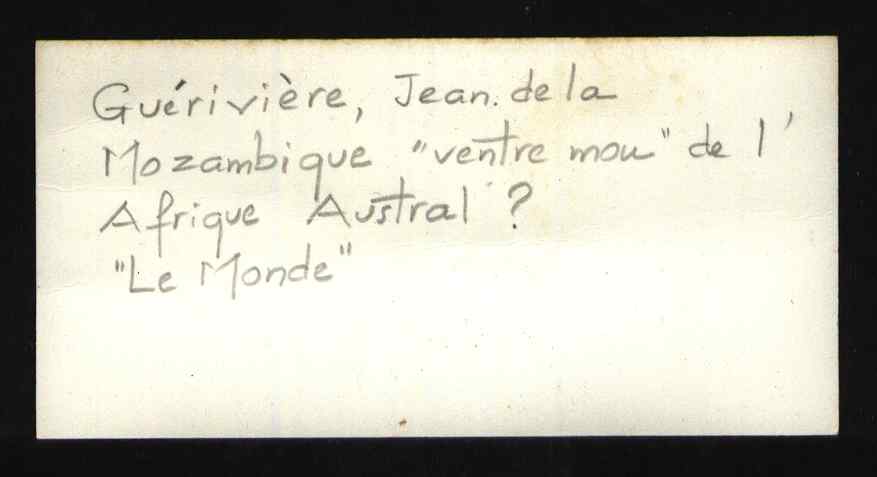 Guérivière, Jean. de la
Mozambique "ventre mou" de l'
Afrique Austral ?
"Le Monde"